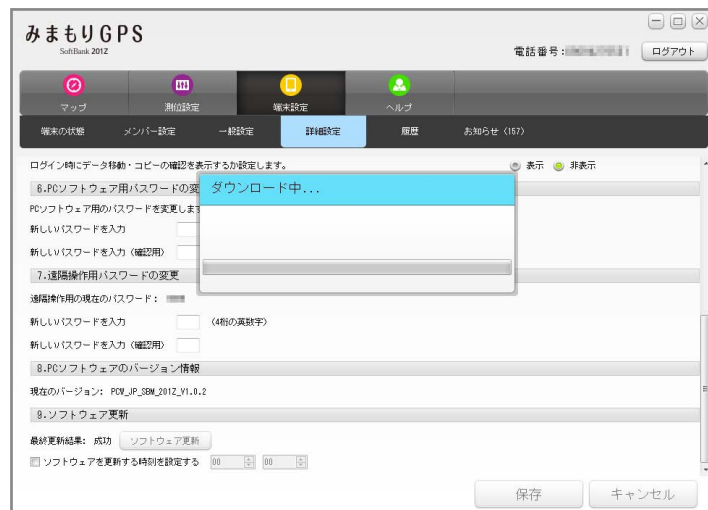 みまもりGPS
SoftBank 201Z
電話番号:
ログアウト
マップ
測位設定
端末設定
ヘルプ
端末の状態
メンバー設定
一般設定
詳細設定
履歴
お知らせ (157)
ログイン時にデータ移動・コピーの確認を表示するか設定します。
表示 非表示
6.PCソフトウェア用パスワードの変
PCソフトウェア用のパスワードを変更します
新しいパスワードを入力
新しいパスワードを入力 (確認用)
ダウンロード中...
7.遠隔操作用パスワードの変更
遠隔操作用の現在のパスワード:
新しいパスワードを入力 (4桁の英数字)
新しいパスワードを入力 (確認用)
8.PCソフトウェアのバージョン情報
現在のバージョン: PCW_JP_SBM_201Z_V1.0.2
9.ソフトウェア更新
最終更新結果: 成功 ソフトウェア更新
ソフトウェアを更新する時刻を設定する 00 00
保存 キャンセル